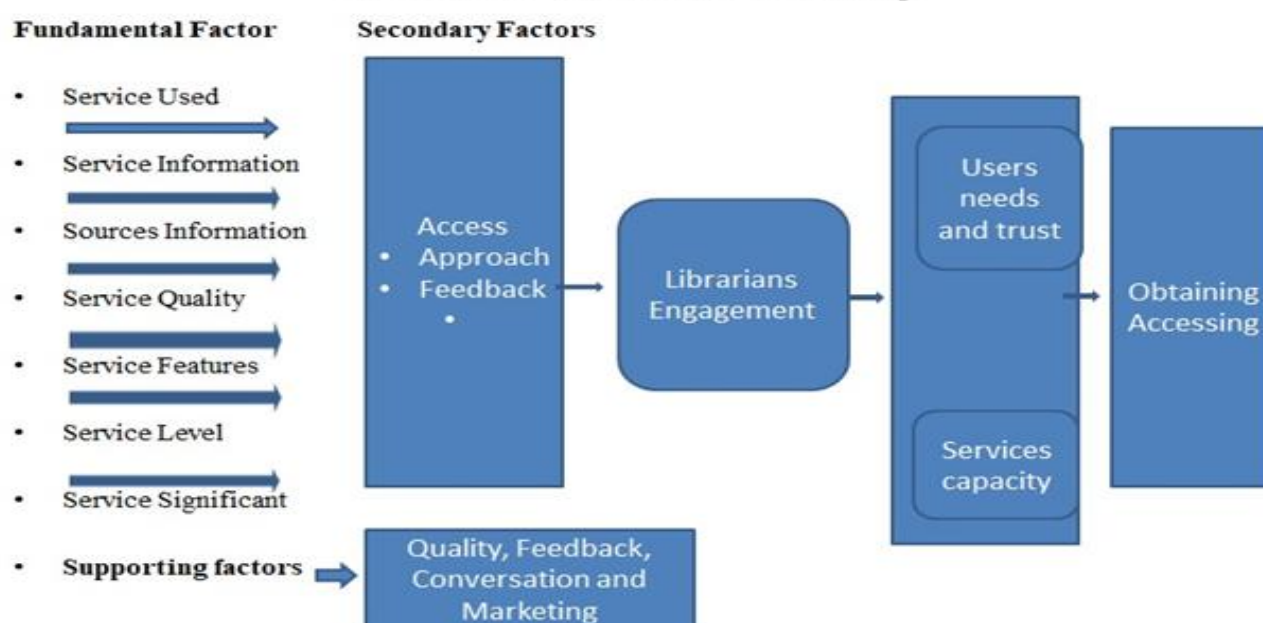 Fundamental Factor
Secondary Factors
• Service Used
• Service Information
• Sources Information
• Service Quality
• Service Features
• Service Level
• Service Significant
• Supporting factors
Access
• Approach
• Feedback
•
Librarians
Engagement
Users
needs
and trust
Services
capacity
Obtaining
Accessing
Quality, Feedback,
Conversation and
Marketing